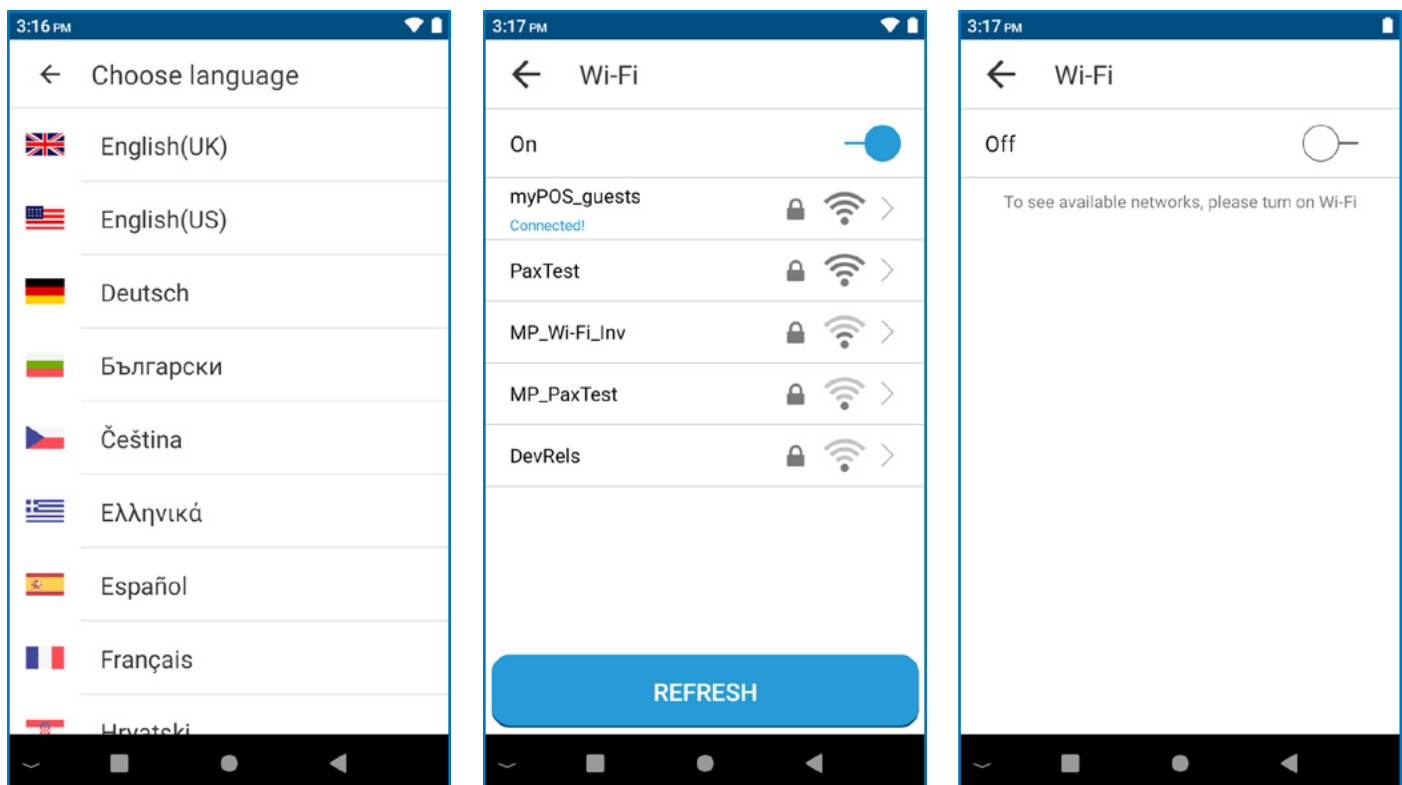 3:16 PM
Choose language
English(UK)
English(US)
Deutsch
Български
Čeština
Ελληνικά
Español
Français
Hrvatski
3:17 PM
Wi-Fi
On
myPOS_guests
Connected!
PaxTest
MP_Wi-Fi_Inv
MP_PaxTest
DevRels
REFRESH
3:17 PM
Wi-Fi
Off
To see available networks, please turn on Wi-Fi